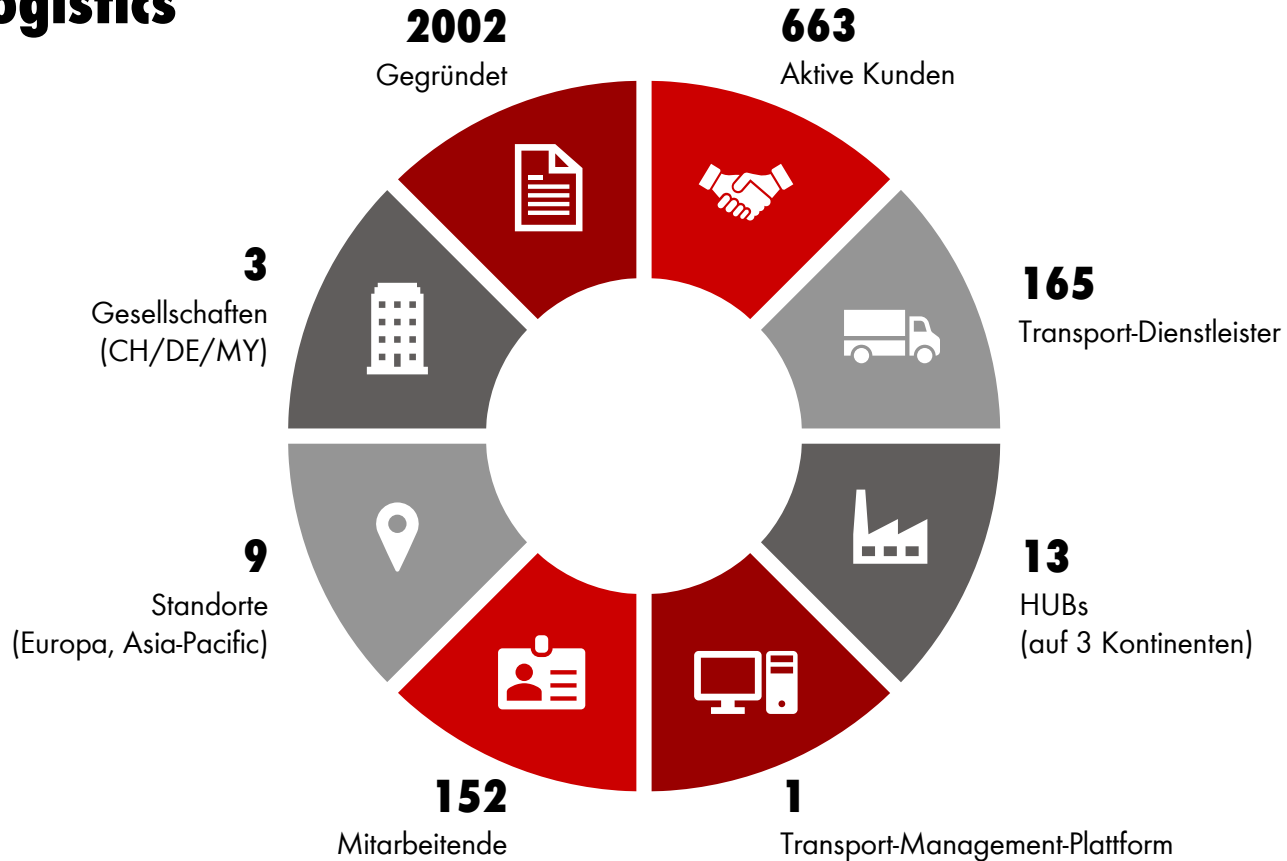 2002
Gegründet
663
Aktive Kunden
3
Gesellschaften
(CH/DE/MY)
165
Transport-Dienstleister
9
Standorte
(Europa, Asia-Pacific)
13
HUBs
(auf 3 Kontinenten)
152
Mitarbeitende
1
Transport-Management-Plattform